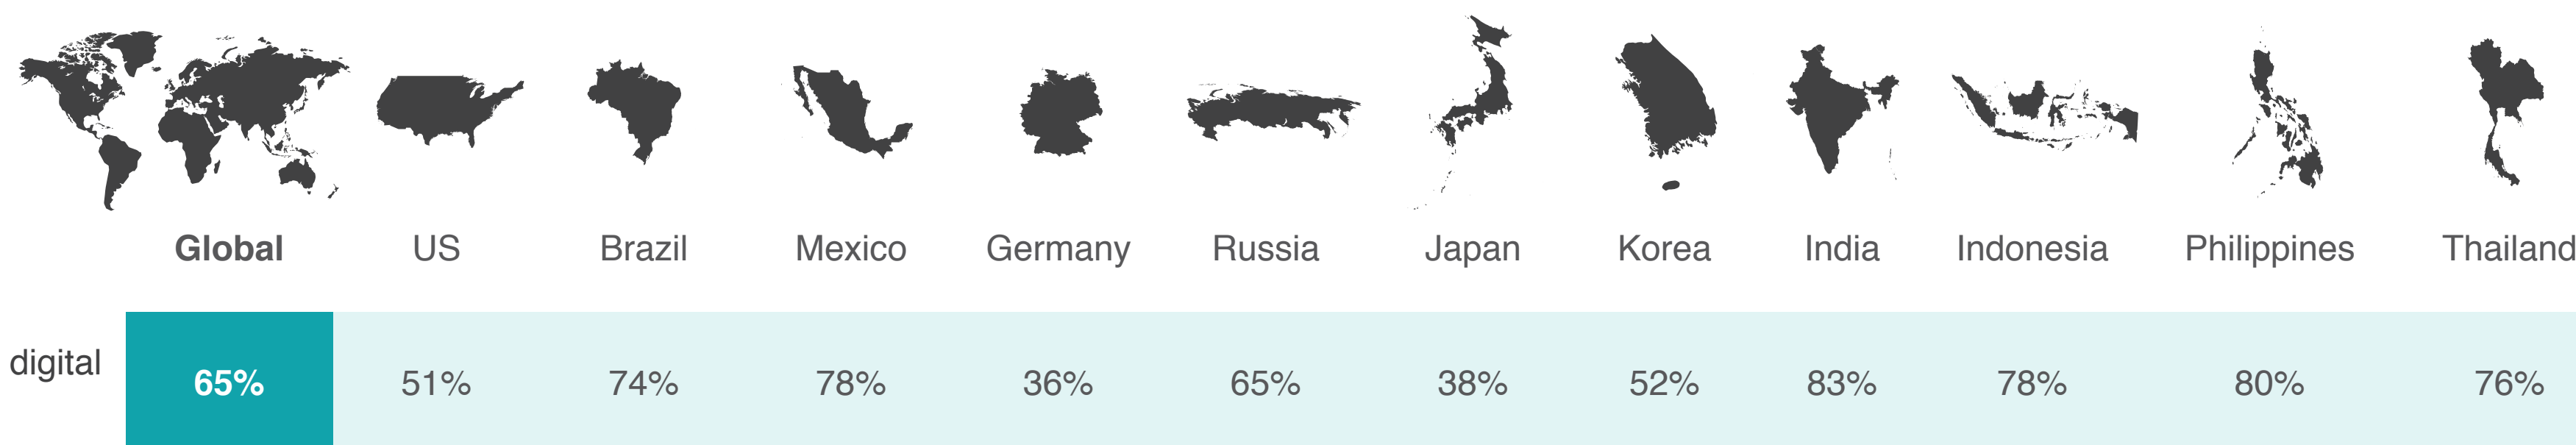 Global US Brazil Mexico Germany Russia Japan Korea India Indonesia Philippines Thailand
digital 65% 51% 74% 78% 36% 65% 38% 52% 83% 78% 80% 76%